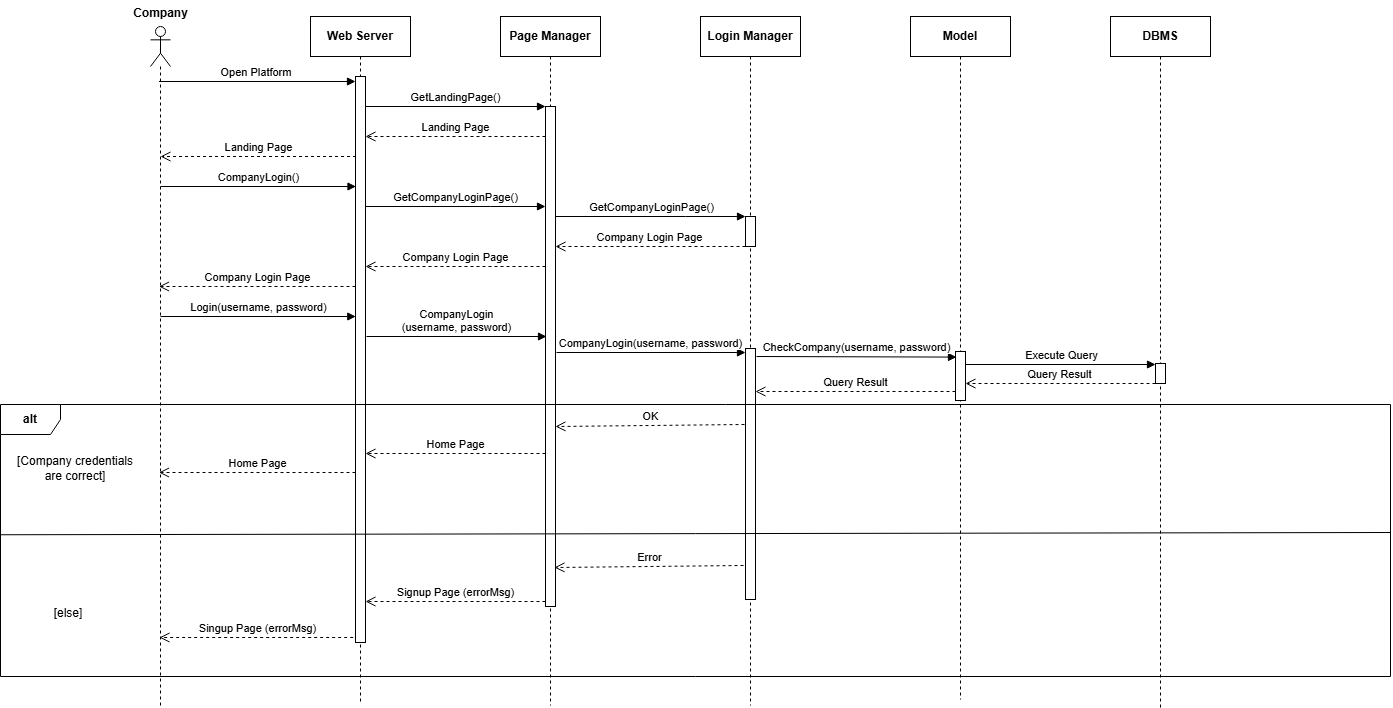 Company
Web Server
Page Manager
Login Manager
Model
DBMS
Open Platform
GetLandingPage()
Landing Page
Landing Page
CompanyLogin()
GetCompanyLoginPage()
GetCompanyLoginPage()
Company Login Page
Company Login Page
Company Login Page
Login(username, password)
CompanyLogin
(username, password)
CompanyLogin(username, password)
CheckCompany(username, password)
Execute Query
Query Result
Query Result
alt
OK
Home Page
[Company credentials
are correct]
Home Page
Error
Signup Page (errorMsg)
[else]
Singup Page (errorMsg)